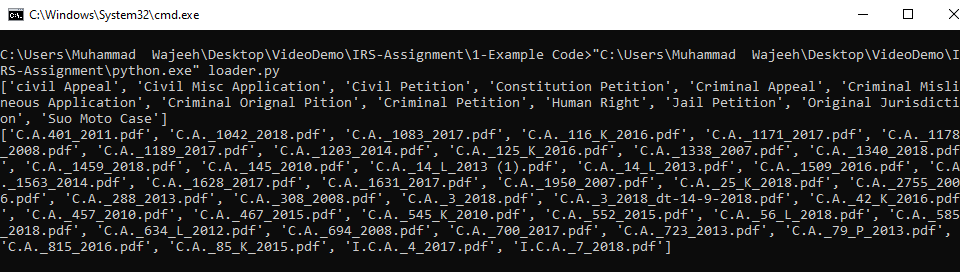 C:\Windows\System32\cmd.exe
C:\Users\Muhammad  Wajeeh\Desktop\VideoDemo\IRS-Assignment\1-Example Code>"C:\Users\Muhammad  Wajeeh\Desktop\VideoDemo\I
RS-Assignment\python.exe" loader.py
['civil Appeal', 'Civil Misc Application', 'Civil Petition', 'Constitution Petition', 'Criminal Appeal', 'Criminal Misli
neous Application', 'Criminal Orignal Pition', 'Criminal Petition', 'Human Right', 'Jail Petition', 'Original Jurisdicti
on', 'Suo Moto Case']
['C.A.401_2011.pdf', 'C.A._1042_2018.pdf', 'C.A._1083_2017.pdf', 'C.A._116_K_2016.pdf', 'C.A._1171_2017.pdf', 'C.A._1178
_2008.pdf', 'C.A._1189_2017.pdf', 'C.A._1203_2014.pdf', 'C.A._125_K_2016.pdf', 'C.A._1338_2007.pdf', 'C.A._1340_2018.pdf
', 'C.A._1459_2018.pdf', 'C.A._145_2010.pdf', 'C.A._14_L_2013 (1).pdf', 'C.A._14_L_2013.pdf', 'C.A._1509_2016.pdf', 'C.A
._1563_2014.pdf', 'C.A._1628_2017.pdf', 'C.A._1631_2017.pdf', 'C.A._1950_2007.pdf', 'C.A._25_K_2018.pdf', 'C.A._2755_200
6.pdf', 'C.A._288_2013.pdf', 'C.A._308_2008.pdf', 'C.A._3_2018.pdf', 'C.A._3_2018_dt-14-9-2018.pdf', 'C.A._42_K_2016.pdf
', 'C.A._457_2010.pdf', 'C.A._467_2015.pdf', 'C.A._545_K_2010.pdf', 'C.A._552_2015.pdf', 'C.A._56_L_2018.pdf', 'C.A._585
_2018.pdf', 'C.A._634_L_2012.pdf', 'C.A._694_2008.pdf', 'C.A._700_2017.pdf', 'C.A._723_2013.pdf', 'C.A._79_P_2013.pdf',
'C.A._815_2016.pdf', 'C.A._85_K_2015.pdf', 'I.C.A._4_2017.pdf', 'I.C.A._7_2018.pdf']